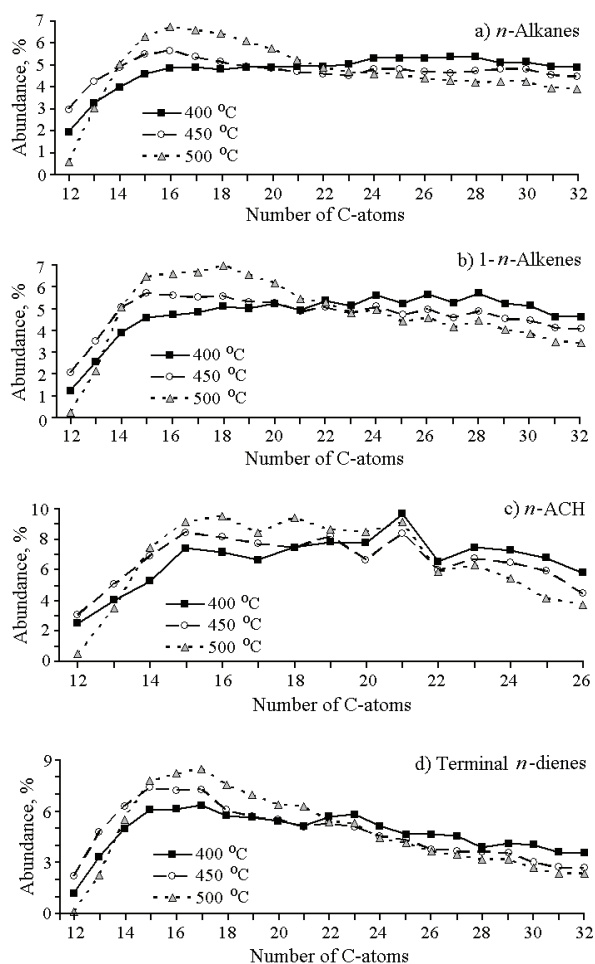 a) n-Alkanes
7
6
5
4
3
2
1
0
Abundance, %
400 °C
450 °C
500 °C
12 14 16 18 20 22 24 26 28 30 32
Number of C-atoms
b) 1-n-Alkenes
7
6
5
4
3
2
1
0
Abundance, %
400 °C
450 °C
500 °C
12 14 16 18 20 22 24 26 28 30 32
Number of C-atoms
c) n-ACH
10
8
6
4
2
0
Abundance, %
400 °C
450 °C
500 °C
12 14 16 18 20 22 24 26
Number of C-atoms
d) Terminal n-dienes
9
6
3
0
Abundance, %
400 °C
450 °C
500 °C
12 14 16 18 20 22 24 26 28 30 32
Number of C-atoms